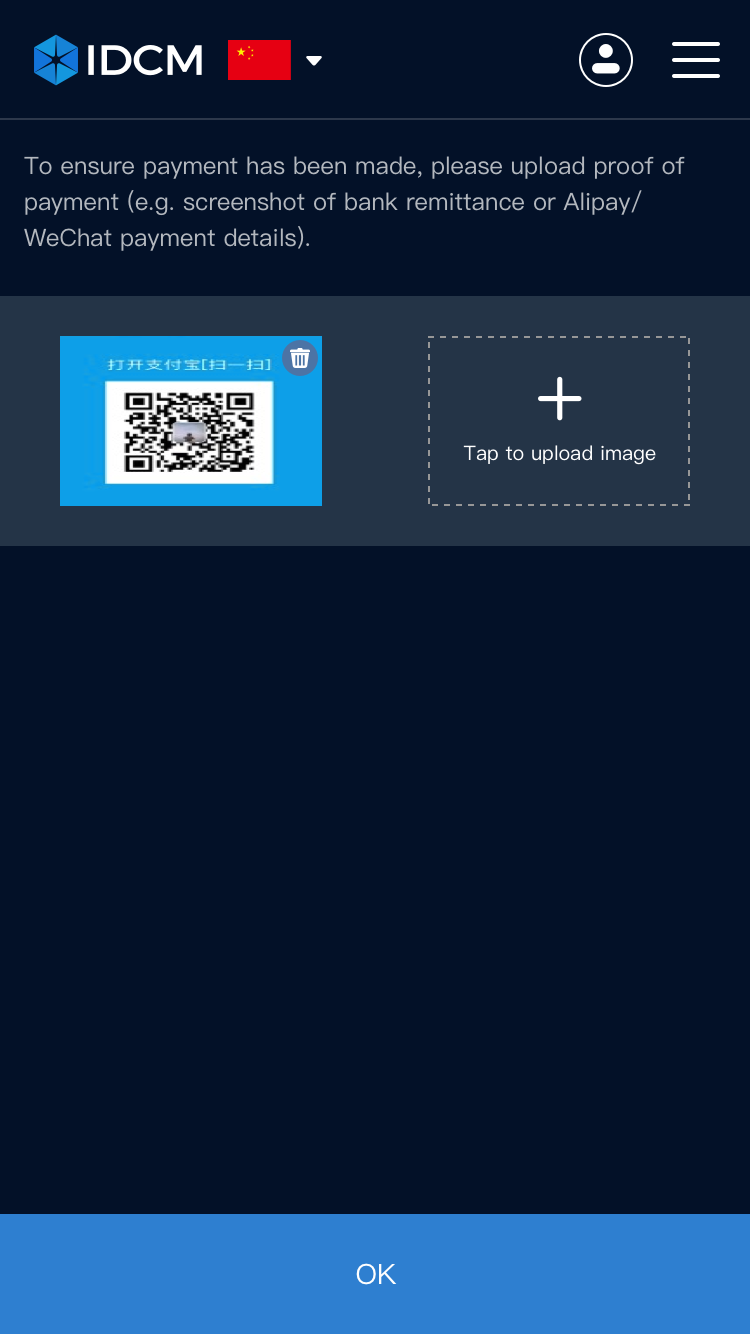 IDCM
To ensure payment has been made, please upload proof of
payment (e.g. screenshot of bank remittance or Alipay/
WeChat payment details).
打开支付宝[扫一扫]
Tap to upload image
OK